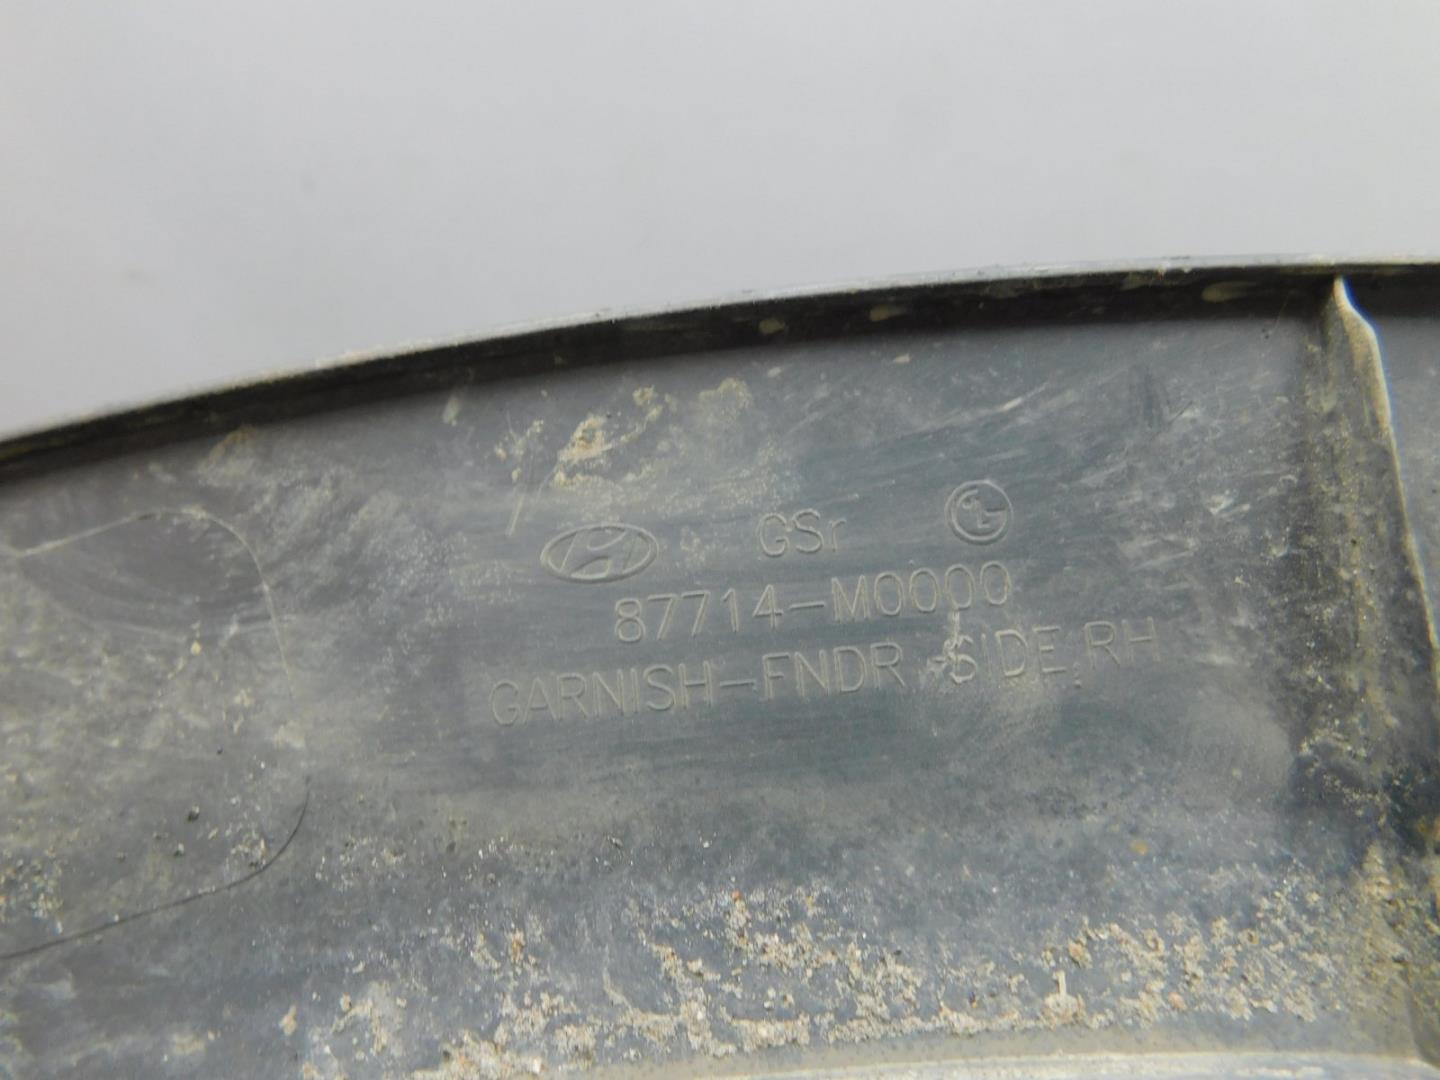 GSr
87714-M0000
GARNISH-FNDR SIDE RH